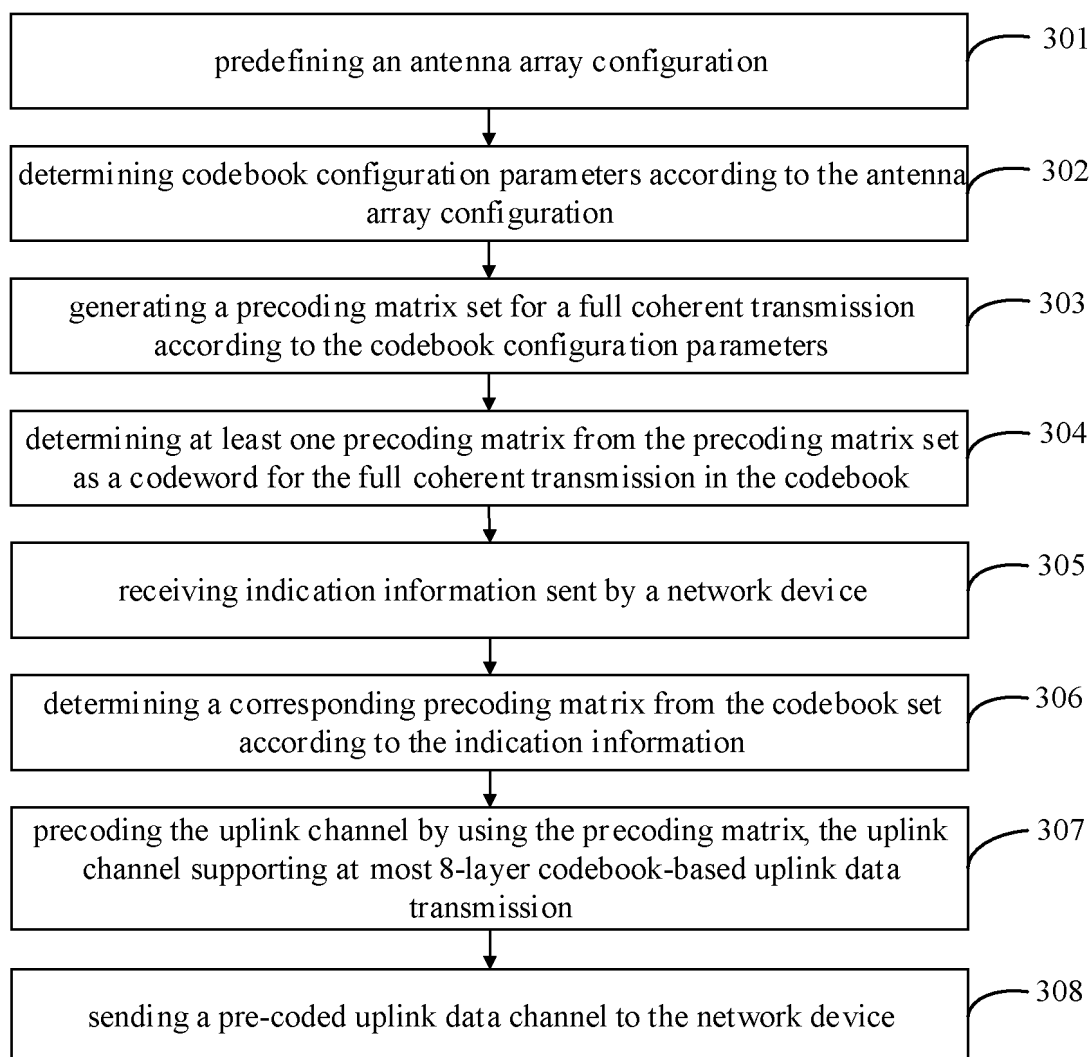 predefining an antenna array configuration
301
determining codebook configuration parameters according to the antenna
array configuration
302
generating a precoding matrix set for a full coherent transmission
according to the codebook configuration parameters
303
determining at least one precoding matrix from the precoding matrix set
as a codeword for the full coherent transmission in the codebook
304
receiving indication information sent by a network device
305
determining a corresponding precoding matrix from the codebook set
according to the indication information
306
precoding the uplink channel by using the precoding matrix, the uplink
channel supporting at most 8-layer codebook-based uplink data
transmission
307
sending a pre-coded uplink data channel to the network device
308